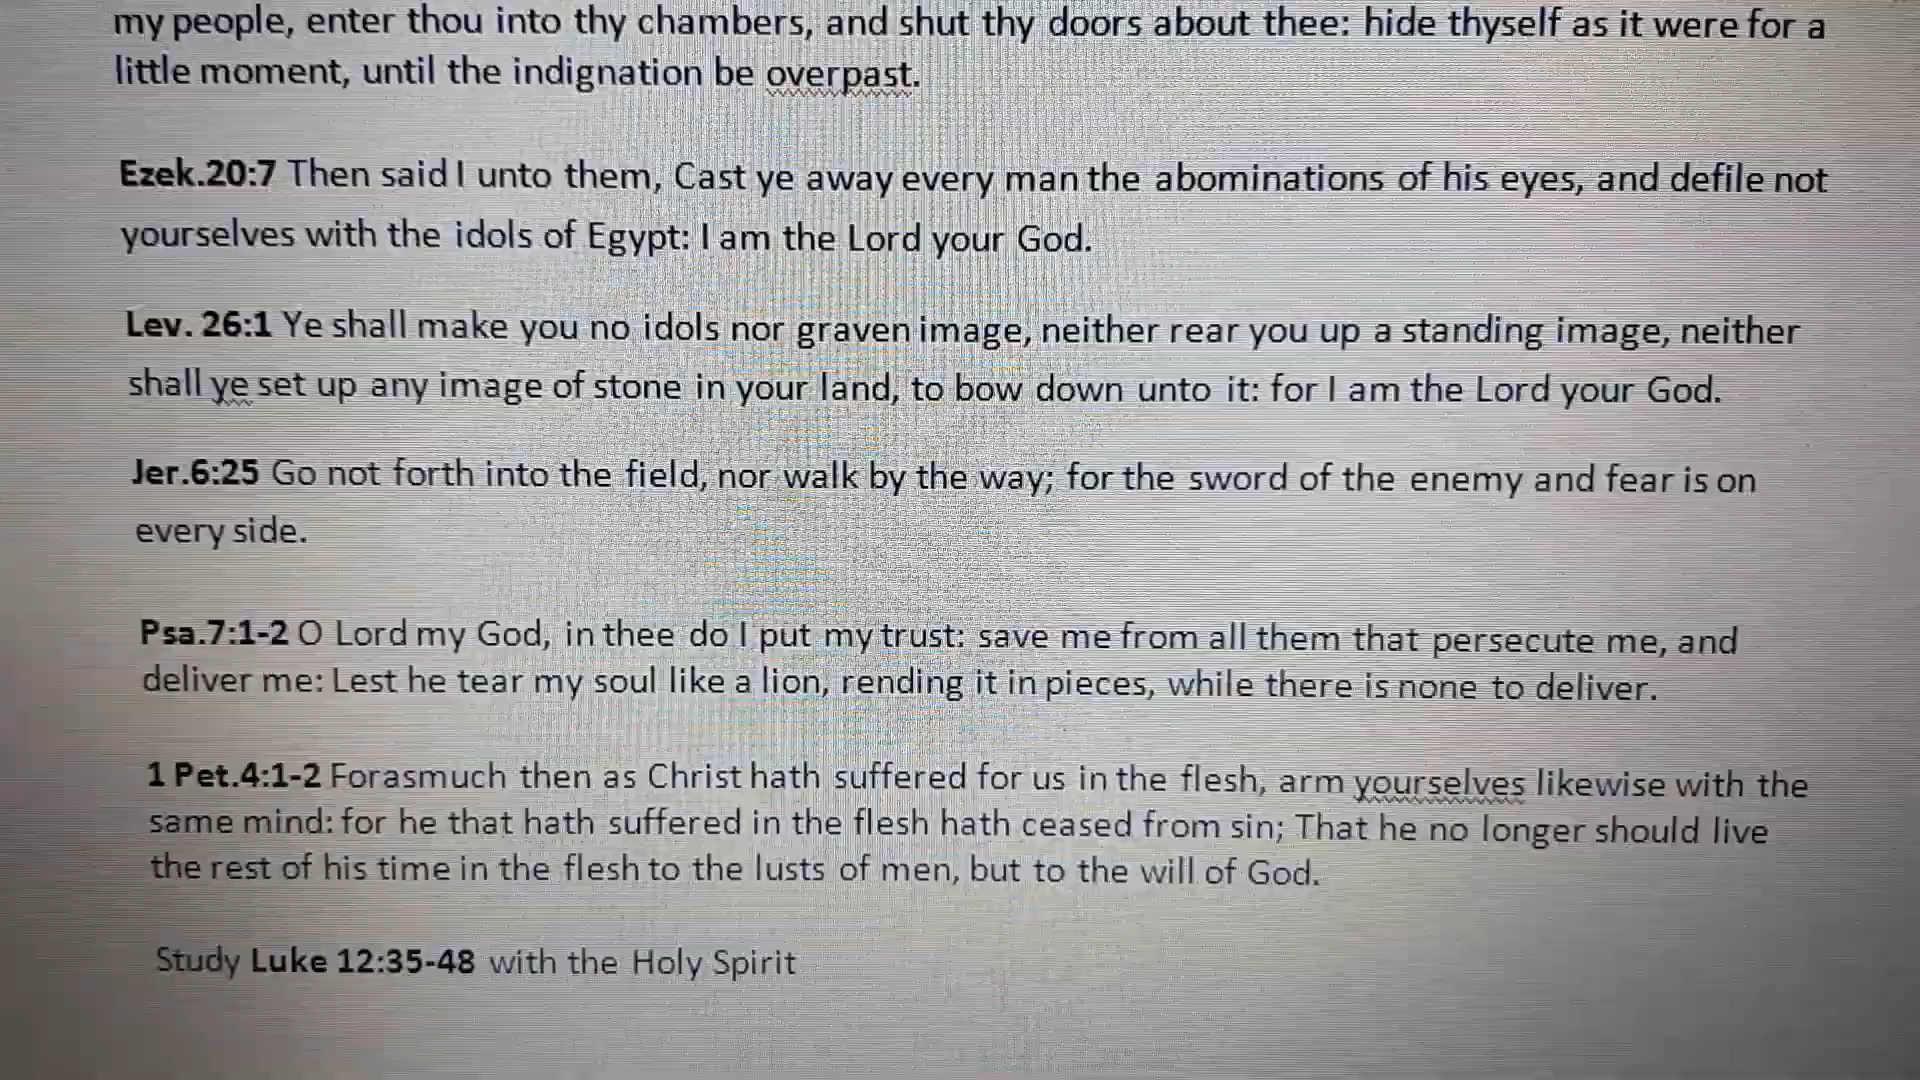 my people, enter thou into thy chambers, and shut thy doors about thee: hide thyself as it were for a
little moment, until the indignation be overpast.
Ezek.20:7 Then said I unto them, Cast ye away every man the abominations of his eyes, and defile not
yourselves with the idols of Egypt: I am the Lord your God.
Lev. 26:1 Ye shall make you no idols nor graven image, neither rear you up a standing image, neither
shall ye set up any image of stone in your land, to bow down unto it: for I am the Lord your God.
Jer.6:25 Go not forth into the field, nor walk by the way; for the sword of the enemy and fear is on
every side.
Psa.7:1-2 O Lord my God, in thee do I put my trust: save me from all them that persecute me, and
deliver me: Lest he tear my soul like a lion, rending it in pieces, while there is none to deliver.
1 Pet.4:1-2 Forasmuch then as Christ hath suffered for us in the flesh, arm yourselves likewise with the
same mind: for he that hath suffered in the flesh hath ceased from sin; That he no longer should live
the rest of his time in the flesh to the lusts of men, but to the will of God.
Study Luke 12:35-48 with the Holy Spirit